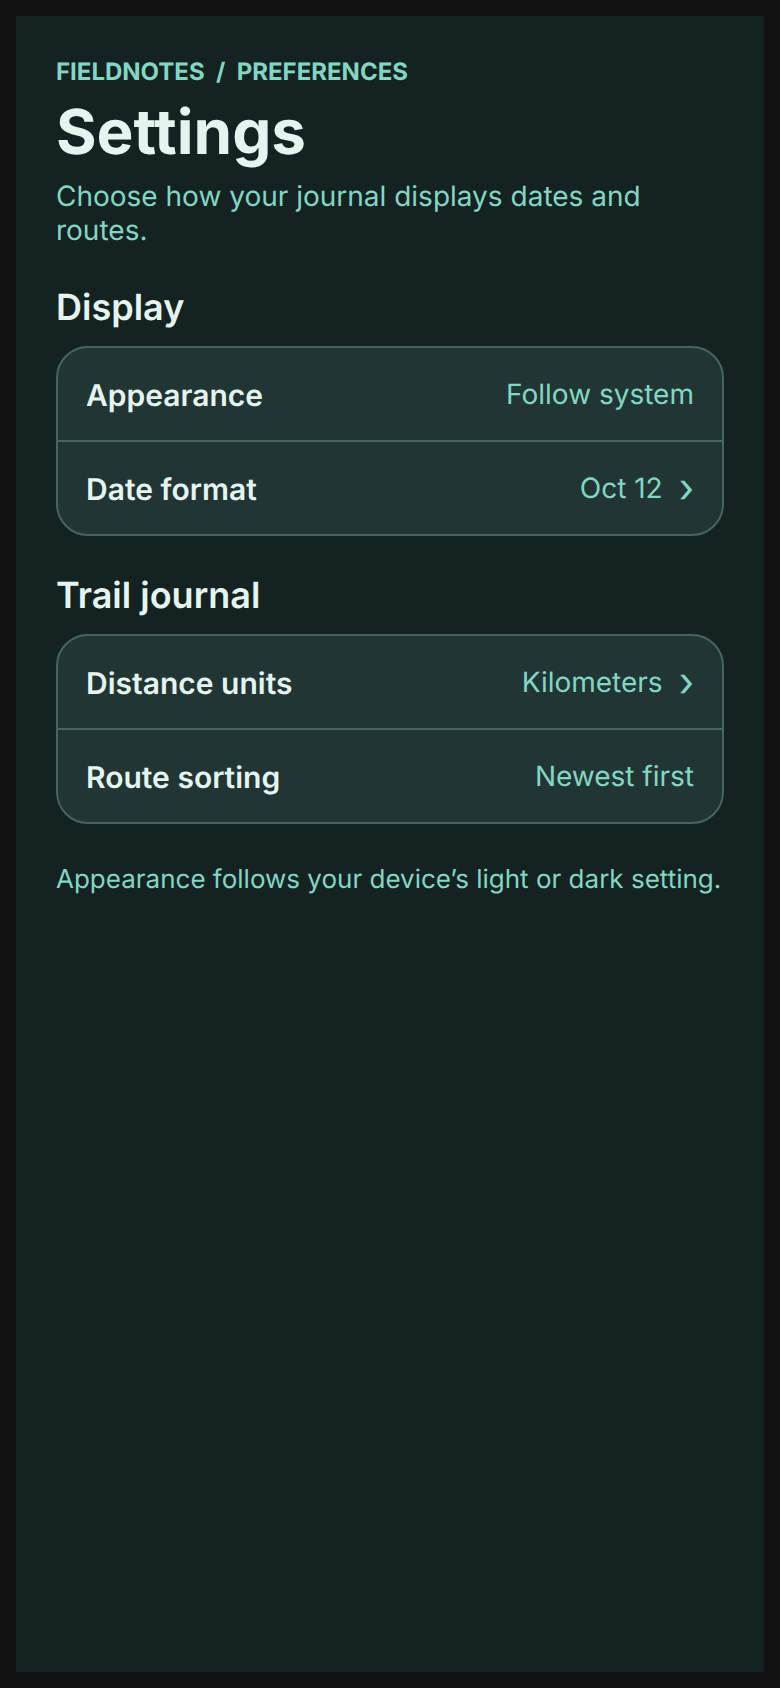 FIELDNOTES / PREFERENCES
Settings
Choose how your journal displays dates and
routes.
Display
Appearance Follow system
Date format Oct 12 ›
Trail journal
Distance units Kilometers ›
Route sorting Newest first
Appearance follows your device’s light or dark setting.